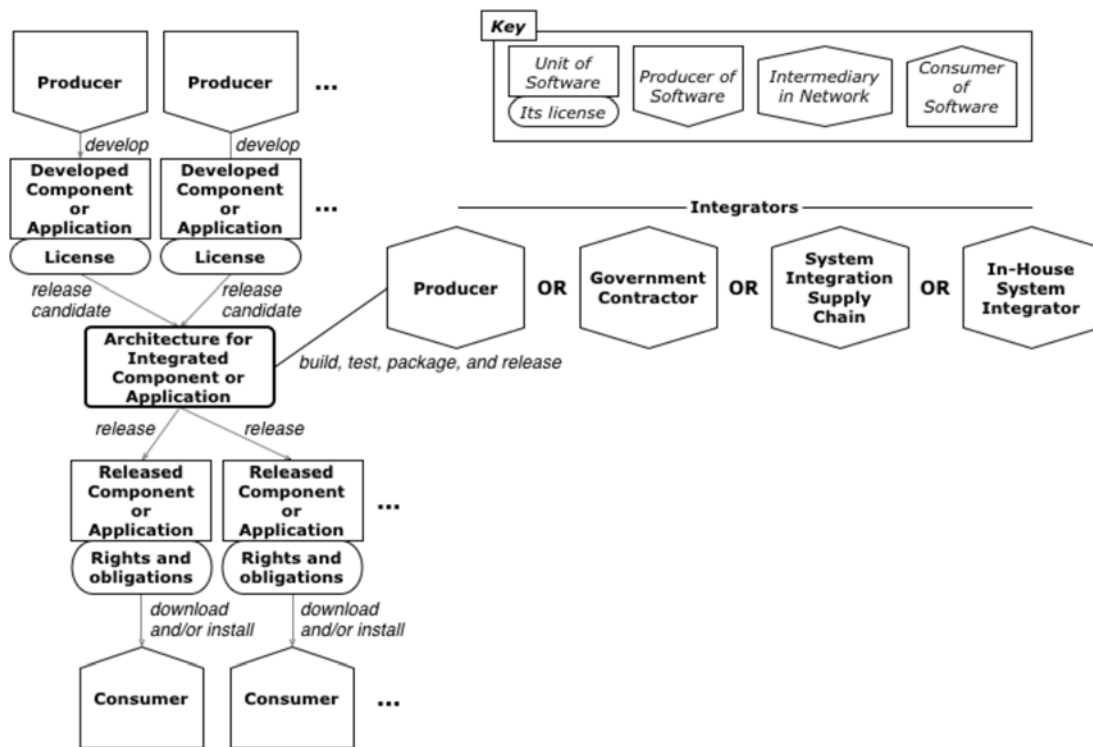 Key
Unit of
Software
Its license
Producer of
Software
Intermediary
in Network
Consumer
of
Software
Producer
Producer
...
develop
develop
Developed
Component
or
Application
License
Developed
Component
or
Application
License
...
release
candidate
release
candidate
Integrators
Producer
OR
Government
Contractor
OR
System
Integration
Supply
Chain
OR
In-House
System
Integrator
Architecture for
Integrated
Component or
Application
build, test, package, and release
release
release
Released
Component
or
Application
Rights and
obligations
Released
Component
or
Application
Rights and
obligations
...
download
and/or install
download
and/or install
Consumer
Consumer
...